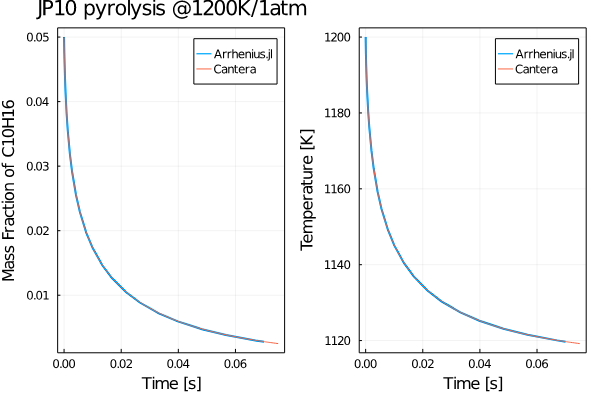 JP10 pyrolysis @1200K/1atm
Mass Fraction of C10H16
0.05
0.04
0.03
0.02
0.01
Arrhenius.jl
Cantera
0.00
0.02
0.04
0.06
Time [s]
Temperature [K]
1200
1180
1160
1140
1120
Arrhenius.jl
Cantera
0.00
0.02
0.04
0.06
Time [s]